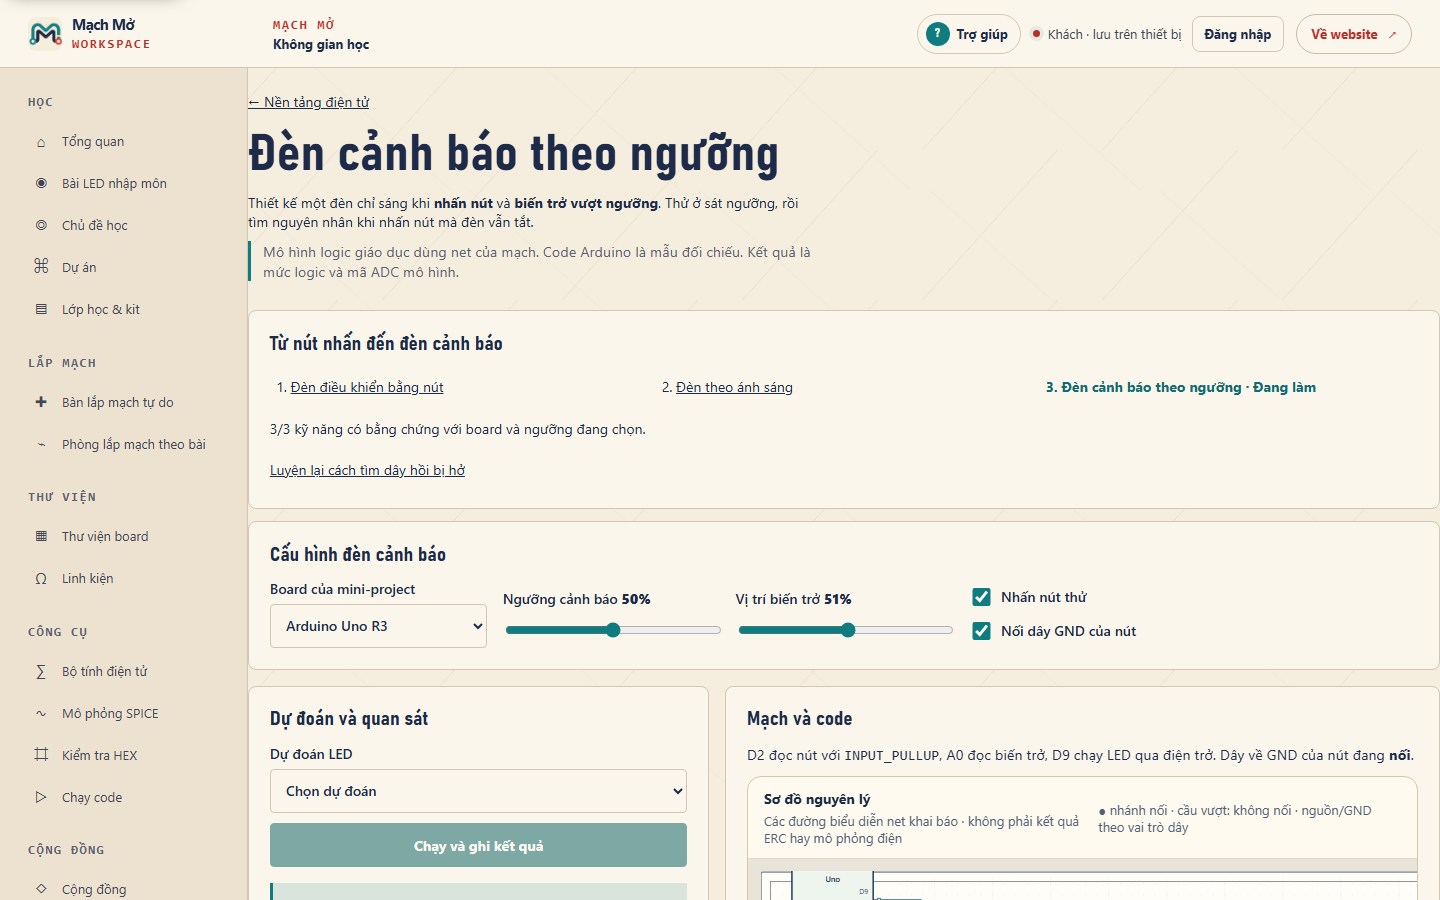 Mạch Mở
WORKSPACE
MẠCH MỞ
Không gian học
? Trợ giúp
Khách · lưu trên thiết bị
Đăng nhập
Về website ↗
HỌC
Tổng quan
Bài LED nhập môn
Chủ đề học
Dự án
Lớp học & kit
LẮP MẠCH
Bàn lắp mạch tự do
Phòng lắp mạch theo bài
THƯ VIỆN
Thư viện board
Linh kiện
CÔNG CỤ
Bộ tính điện tử
Mô phỏng SPICE
Kiểm tra HEX
Chạy code
CỘNG ĐỒNG
Cộng đồng
← Nền tảng điện tử
Đèn cảnh báo theo ngưỡng
Thiết kế một đèn chỉ sáng khi nhấn nút và biến trở vượt ngưỡng. Thử ở sát ngưỡng, rồi
tìm nguyên nhân khi nhấn nút mà đèn vẫn tắt.
Mô hình logic giáo dục dùng net của mạch. Code Arduino là mẫu đối chiếu. Kết quả là
mức logic và mã ADC mô hình.
Từ nút nhấn đến đèn cảnh báo
1. Đèn điều khiển bằng nút
2. Đèn theo ánh sáng
3. Đèn cảnh báo theo ngưỡng · Đang làm
3/3 kỹ năng có bằng chứng với board và ngưỡng đang chọn.
Luyện lại cách tìm dây hồi bị hở
Cấu hình đèn cảnh báo
Board của mini-project
Arduino Uno R3
Ngưỡng cảnh báo 50%
Vị trí biến trở 51%
Nhấn nút thử
Nối dây GND của nút
Dự đoán và quan sát
Dự đoán LED
Chọn dự đoán
Chạy và ghi kết quả
Mạch và code
D2 đọc nút với INPUT_PULLUP, A0 đọc biến trở, D9 chạy LED qua điện trở. Dây về GND của nút đang nối.
Sơ đồ nguyên lý
Các đường biểu diễn net khai báo · không phải kết quả
ERC hay mô phỏng điện
● nhánh nối · cầu vượt: không nối · nguồn/GND
theo vai trò dây
Uno
D9